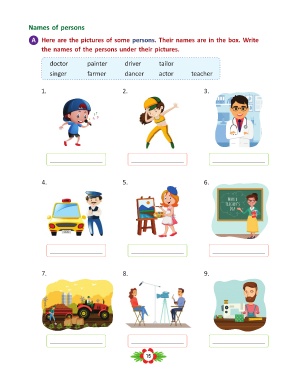 Names of persons
A Here are the pictures of some persons. Their names are in the box. Write
the names of the persons under their pictures.
doctor painter driver tailor
singer farmer dancer actor teacher
1. 2. 3.
4. 5. 6.
7. 8. 9.
15